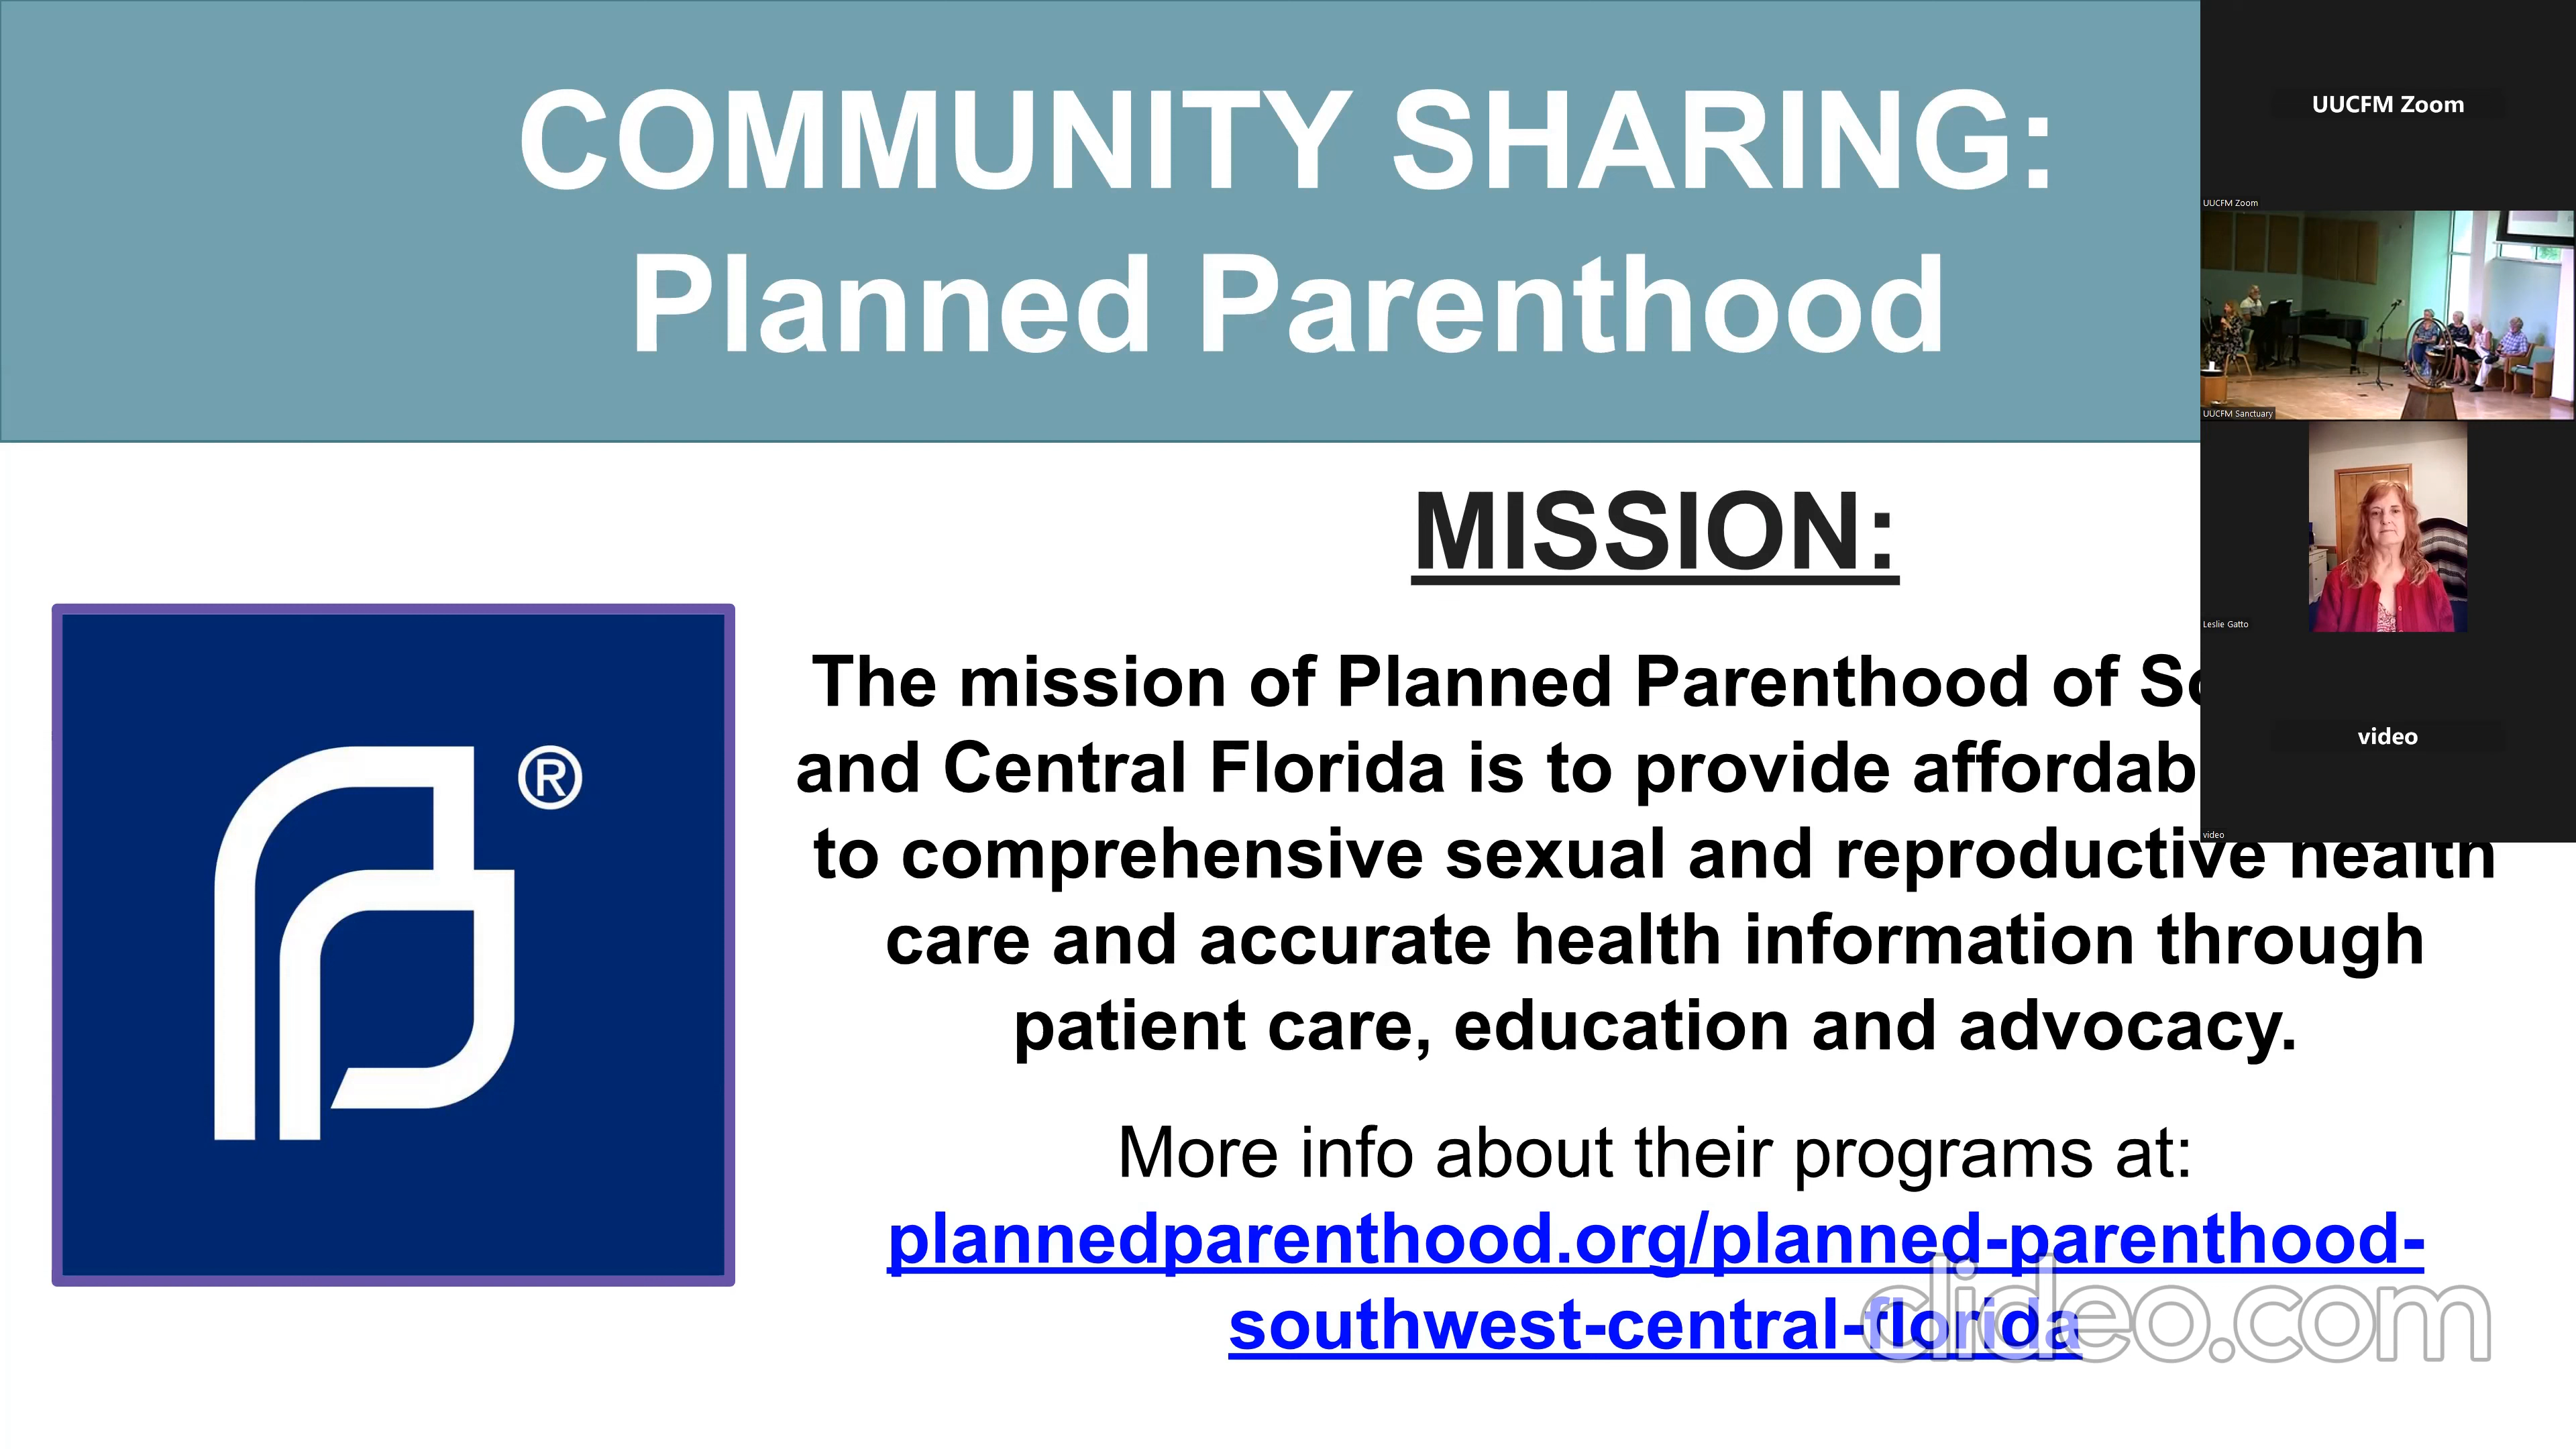 COMMUNITY SHARING:
Planned Parenthood
MISSION:
The mission of Planned Parenthood of
and Central Florida is to provide
to comprehensive sexual and reproductive health
care and accurate health information through
patient care, education and advocacy.
More info about their programs at:
plannedparenthood.org/planned-parenthood-
southwest-central-florida
®
UUCFM Zoom
UUCFM Zoom
UUCFM Sanctuary
Leslie Gatto
video
video
clideo.com